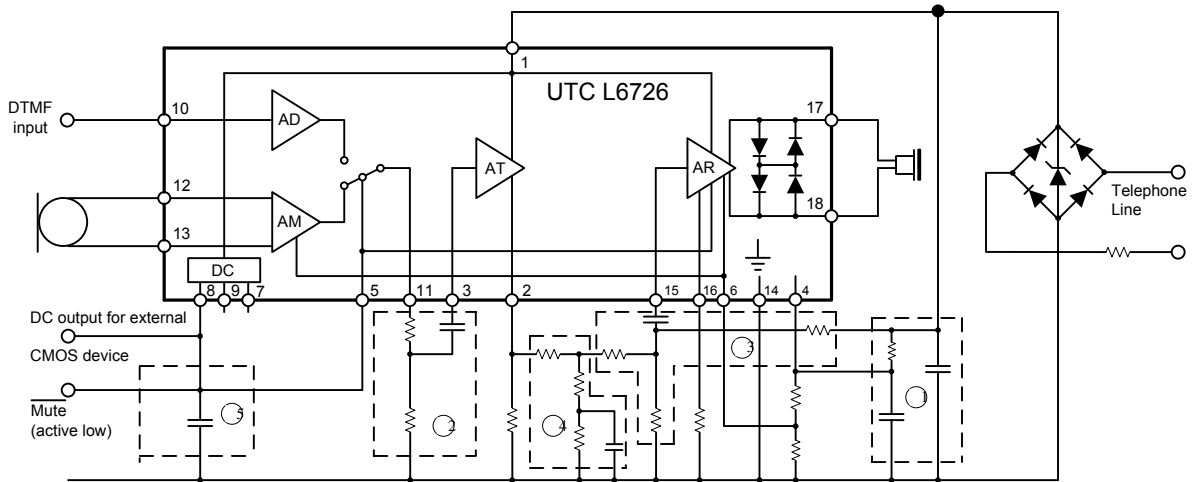 1
UTC L6726
17
DTMF
input
10
AD
AT
AR
12
AM
18
Telephone
Line
13
DC
8
9
7
5
11
3
2
15
16
6
14
4
DC output for external
CMOS device
Mute
(active low)
5
2
4
3
1